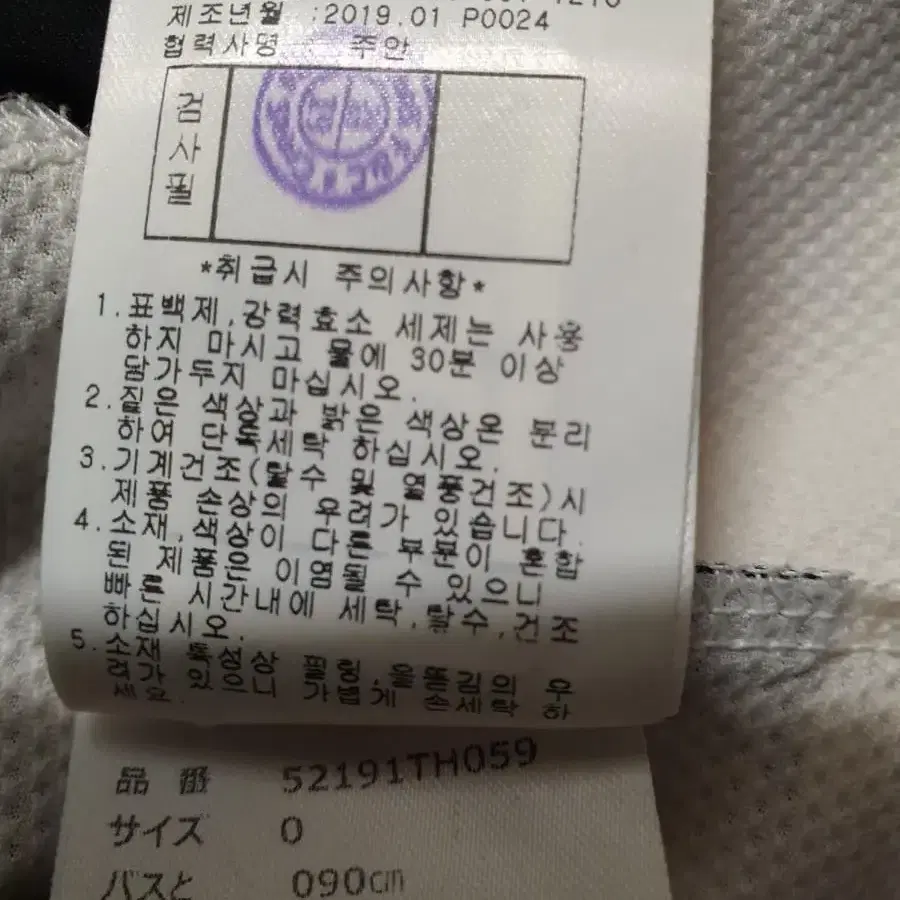 제조년월 :2019.01 P0024
협력사명 : 주안
검사필
*취급시 주의사항*
1.표백제,강력효소 세제는 사용
하지 마시고 물에 30분 이상
담가두지 마십시오.
2.짙은 색상과 밝은 색상은 분리
하여 단독세탁 하십시오.
3.기계건조(탈수 및 열풍건조)시
제품 손상의 우려가 있습니다.
4.소재,색상이 다른 부분이 혼합
된 제품은 이염될 수 있으니
빠른 시간내에 세탁,탈수,건조
하십시오.
5.소재 특성상 필링,올뜯김의 우
려가 있으니 가볍게 손세탁 하
세요.
品番 52191TH059
サイズ 0
バスと 090cm